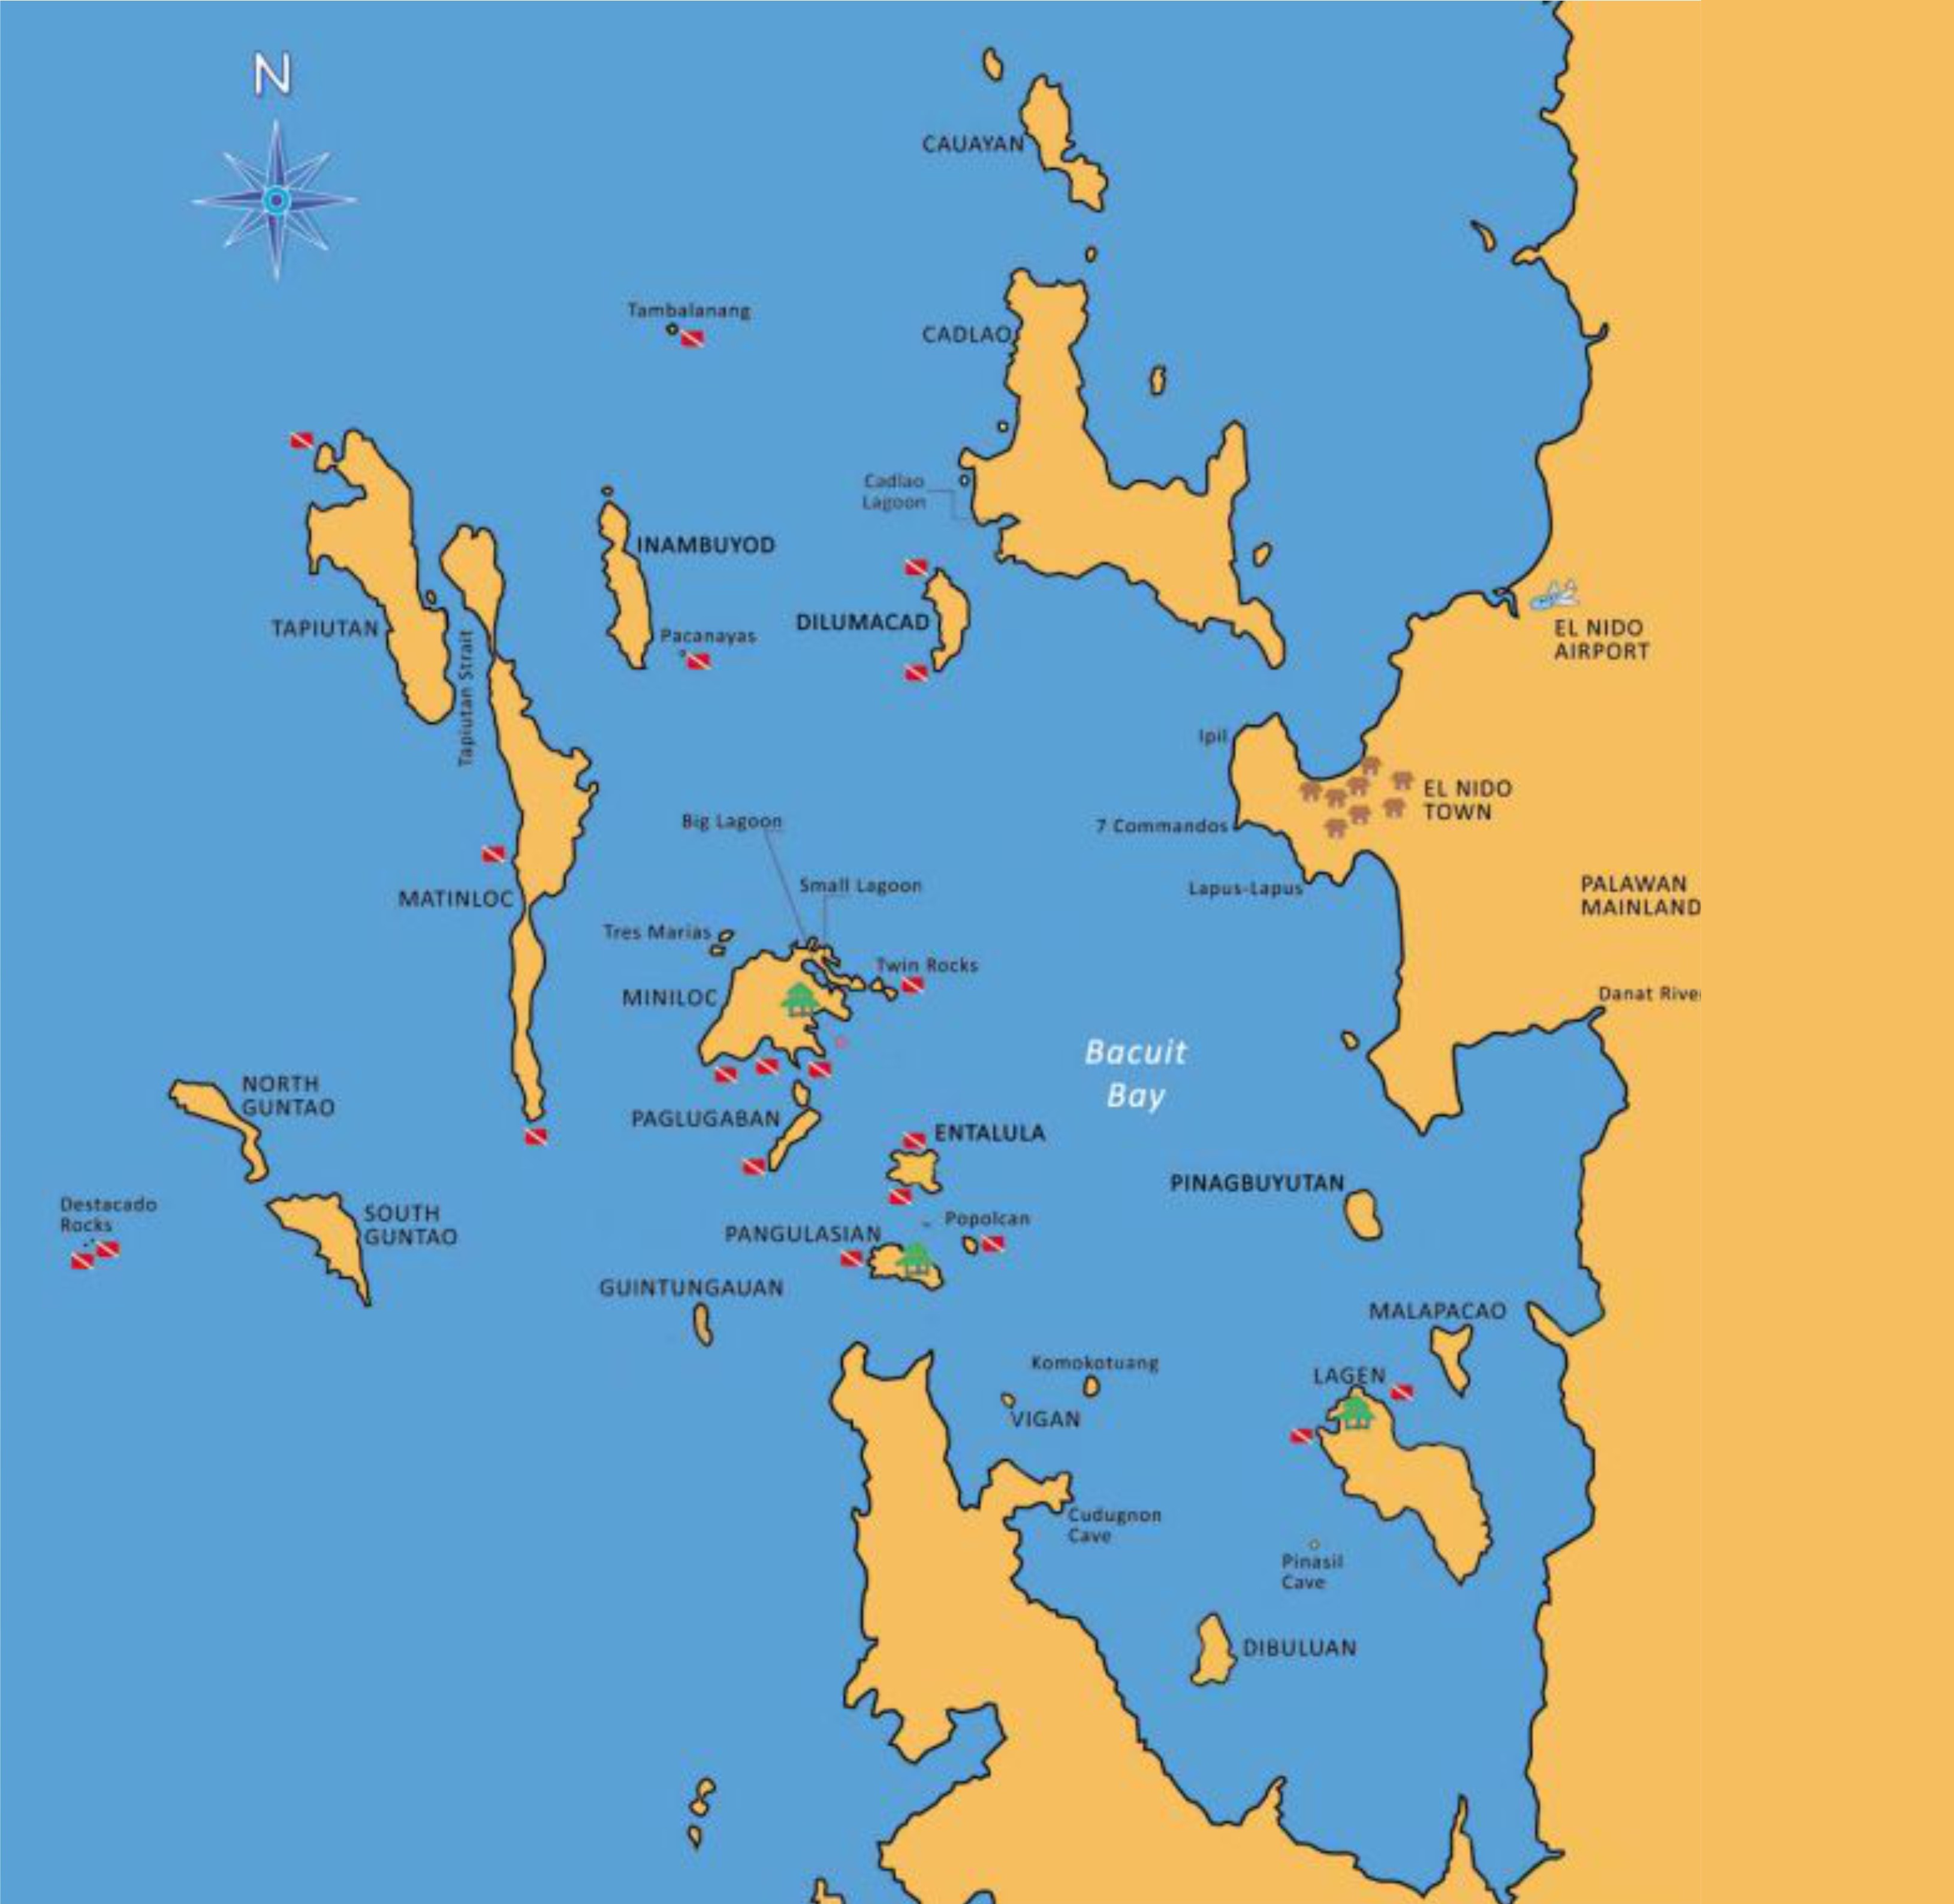 N
CAUAYAN
Tambalanang
CADLAO
Cadlao
Lagoon
INAMBUYOD
TAPIUTAN
DILUMACAD
Pacanayas
Tapiutan Strait
EL NIDO
AIRPORT
Ipil
EL NIDO
TOWN
7 Commandos
Big Lagoon
Small Lagoon
Lapus-Lapus
PALAWAN
MAINLAND
MATINLOC
Tres Marias
Twin Rocks
MINILOC
Danat Rive
Bacuit
Bay
NORTH
GUNTAO
PAGLUGABAN
ENTALULA
PINAGBUYUTAN
Destacado
Rocks
SOUTH
GUNTAO
Popolcan
PANGULASIAN
GUINTUNGAUAN
MALAPACAO
Komokotuang
LAGEN
VIGAN
Cudugnon
Cave
Pinasil
Cave
DIBULUAN